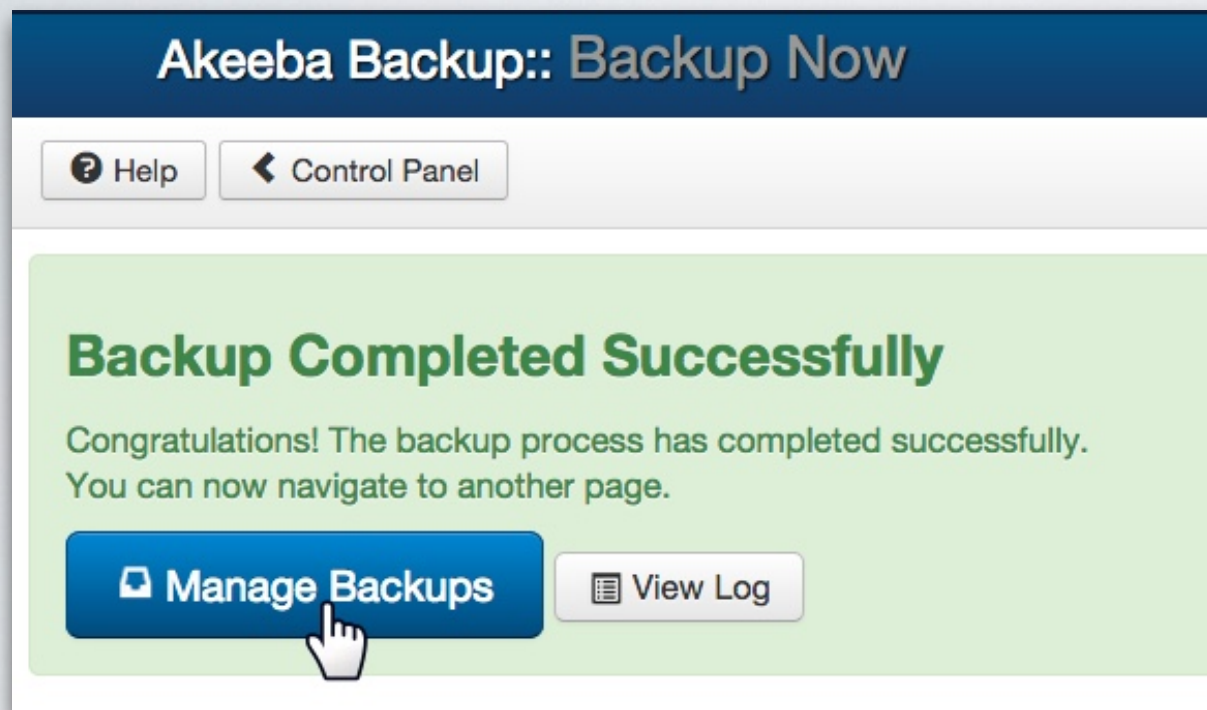 Akeeba Backup:: Backup Now
Help Control Panel
Backup Completed Successfully
Congratulations! The backup process has completed successfully.
You can now navigate to another page.
Manage Backups View Log